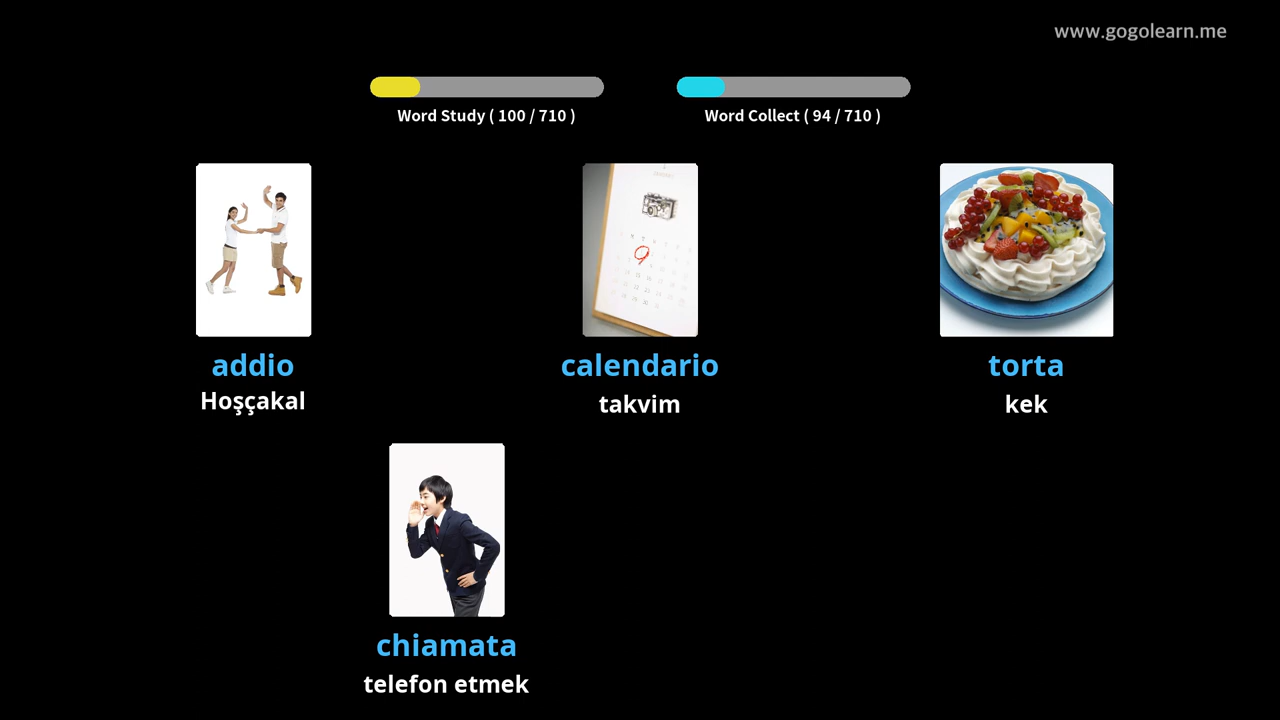 www.gogolearn.me
Word Study ( 100 / 710 )
Word Collect ( 94 / 710 )
addio
Hoşçakal
calendario
takvim
torta
kek
chiamata
telefon etmek